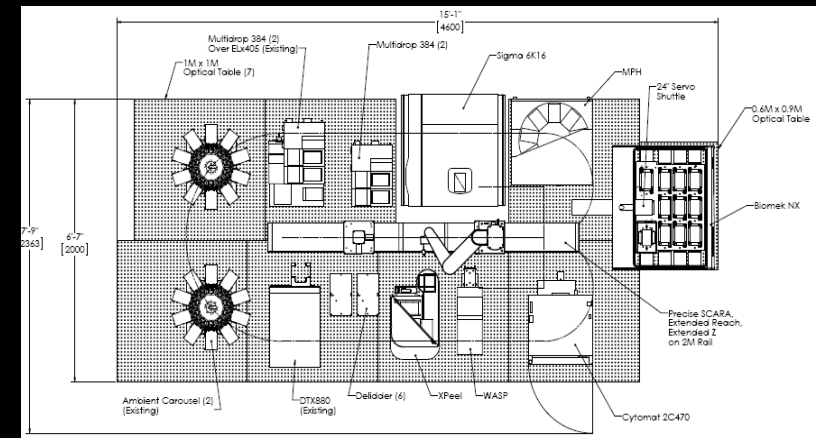 15'-1"
[4600]
Multidrop 384 (2)
Over ELx405 (Existing)
Multidrop 384 (2)
1M x 1M
Optical Table (7)
Sigma 6K16
MPH
24" Servo
Shuttle
0.6M x 0.9M
Optical Table
Biomek NX
7'-9"
2363]
6'-7"
[2000]
Precise SCARA,
Extended Reach,
Extended Z
on 2M Rail
Ambient Carousel (2)
(Existing)
DTX880
(Existing)
Delidder (6)
XPeel
WASP
Cytomat 2C470